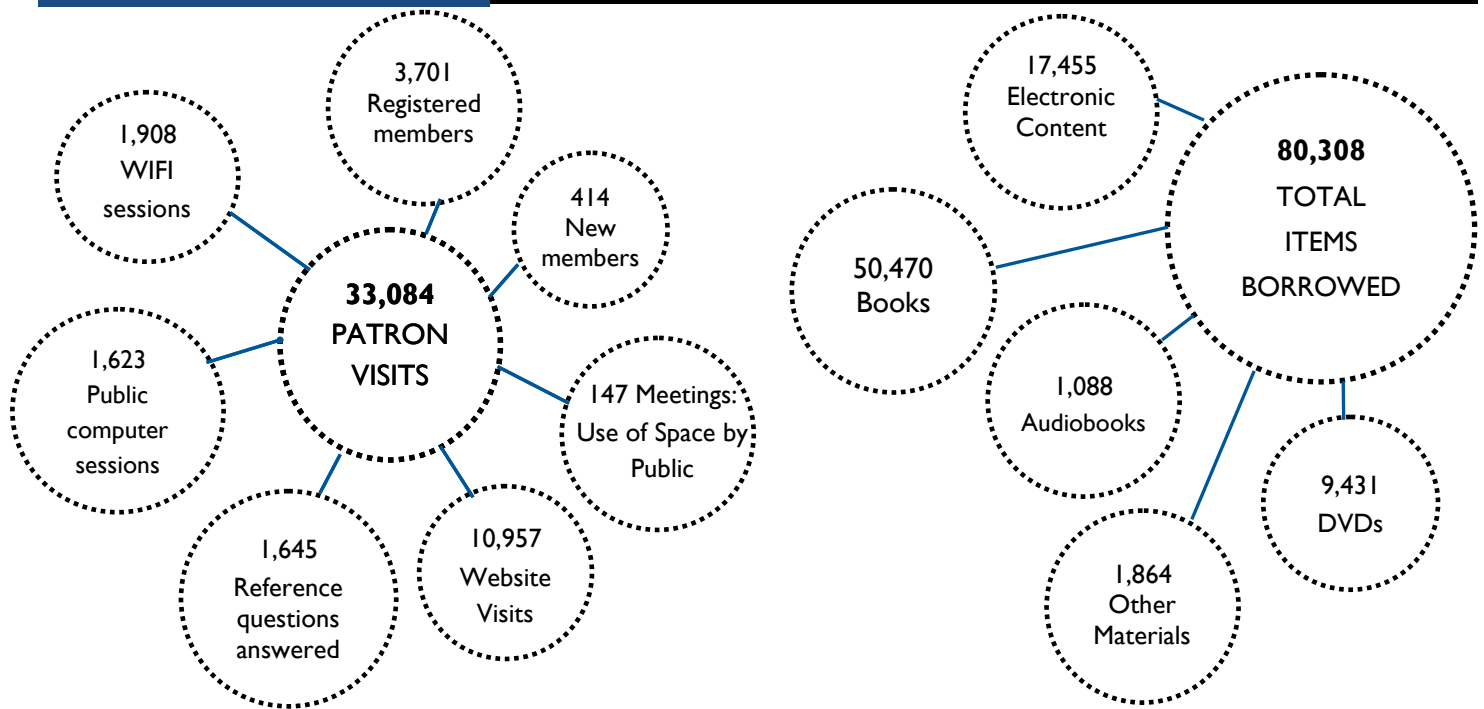 3,701
Registered
members
1,908
WIFI
sessions
414
New
members
33,084
PATRON
VISITS
1,623
Public
computer
sessions
147 Meetings:
Use of Space by
Public
1,645
Reference
questions
answered
10,957
Website
Visits
17,455
Electronic
Content
80,308
TOTAL
ITEMS
BORROWED
50,470
Books
1,088
Audiobooks
9,431
DVDs
1,864
Other
Materials